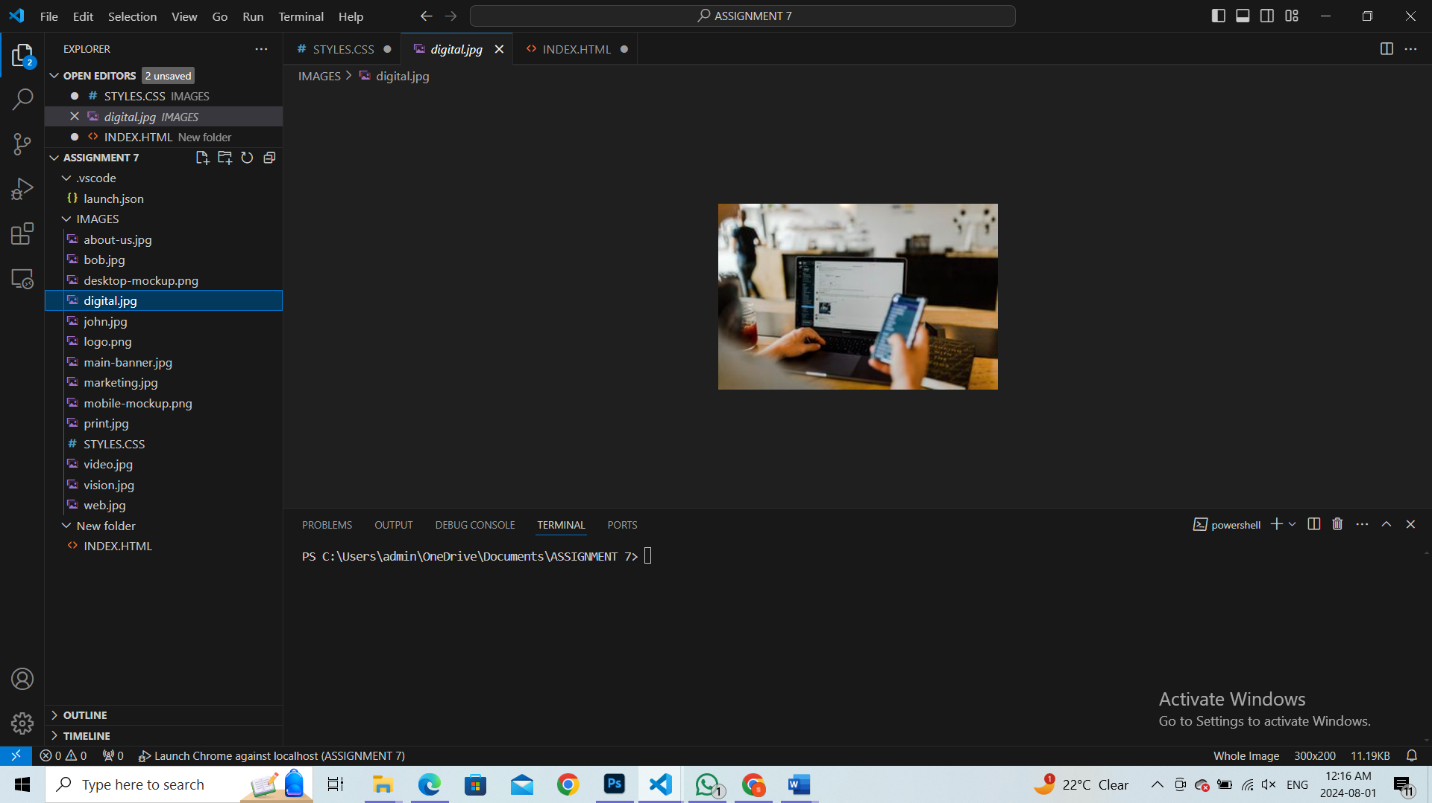 File Edit Selection View Go Run Terminal Help
ASSIGNMENT 7
EXPLORER
STYLES.CSS
digital.jpg
INDEX.HTML
OPEN EDITORS 2 unsaved
IMAGES > digital.jpg
STYLES.CSS IMAGES
digital.jpg IMAGES
INDEX.HTML New folder
ASSIGNMENT 7
.vscode
{} launch.json
IMAGES
about-us.jpg
bob.jpg
desktop-mockup.png
digital.jpg
john.jpg
logo.png
main-banner.jpg
marketing.jpg
mobile-mockup.png
print.jpg
STYLES.CSS
video.jpg
vision.jpg
web.jpg
New folder
INDEX.HTML
OUTLINE
TIMELINE
PROBLEMS OUTPUT DEBUG CONSOLE TERMINAL PORTS
powershell
PS C:\Users\admin\OneDrive\Documents\ASSIGNMENT 7>
Activate Windows
Go to Settings to activate Windows.
0 0 0 Launch Chrome against localhost (ASSIGNMENT 7)
Whole Image 300x200 11.19KB
Type here to search
22°C Clear
ENG
12:16 AM
2024-08-01